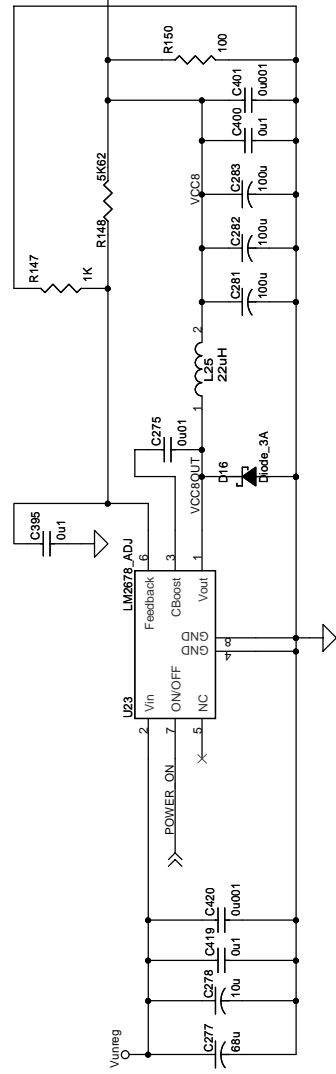 Vunreg
C277
68u
C278
10u
C419
0u1
C420
0u001
POWER_ON
U23
LM2678_ADJ
2
Vin
7
ON/OFF
5
NC
Feedback
6
CBoost
3
Vout
1
GND
4
GND
8
C395
0u1
C275
0u01
VCC8OUT
D16
Diode_3A
1
L25
22uH
2
R147
1K
R148
5K62
VCC8
C281
100u
C282
100u
C283
100u
C400
0u1
C401
0u001
R150
100